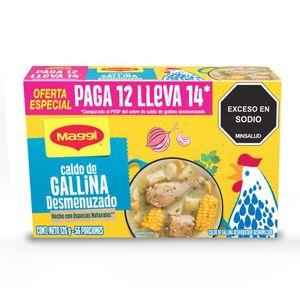 OFERTA
ESPECIAL
PAGA 12 LLEVA 14*
*Comparado al PVSP del sobre de caldo de gallina desmenuzado
EXCESO EN
SODIO
MINSALUD
Maggi
Caldo de
GALLINA
Desmenuzado
Hecho con Especias Naturales
CONT. NETO 126 g - 56 PORCIONES
CALDO DE GALLINA DESHIDRATADO DESMENUZADO